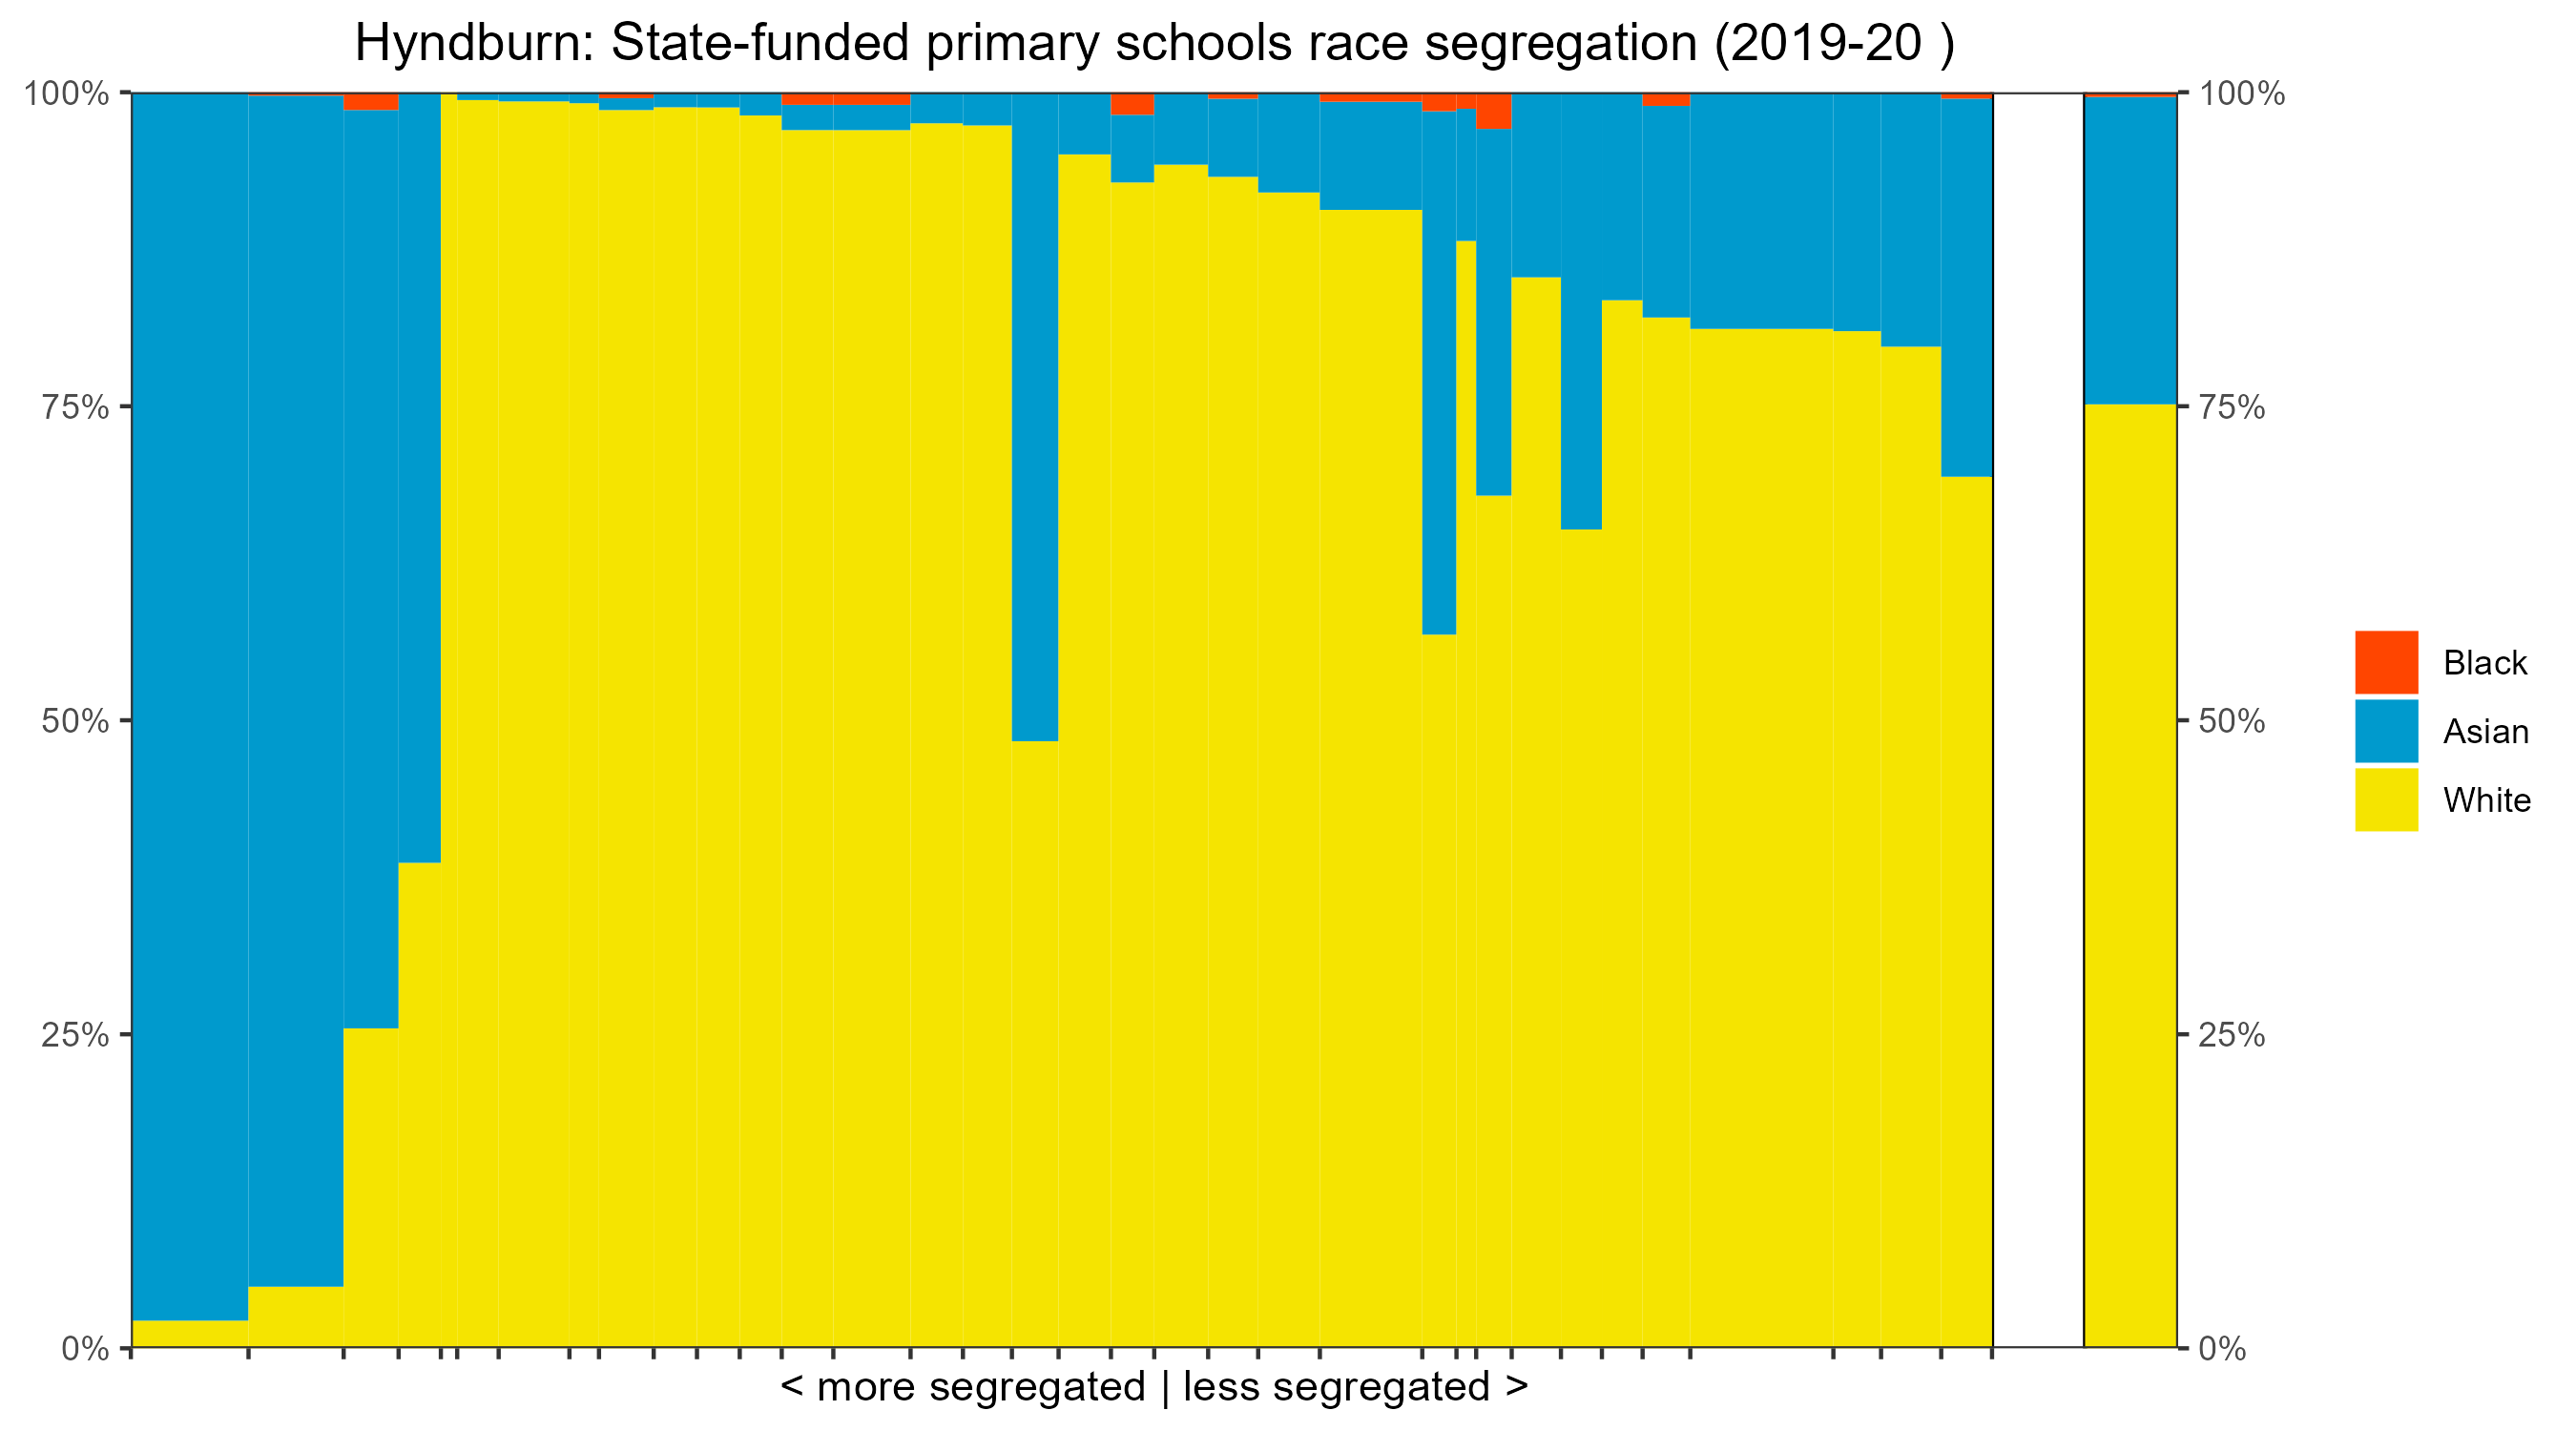 Hyndburn: State-funded primary schools race segregation (2019-20 )
100%
75%
50%
25%
0%
100%
75%
50%
25%
0%
Black
Asian
White
< more segregated | less segregated >